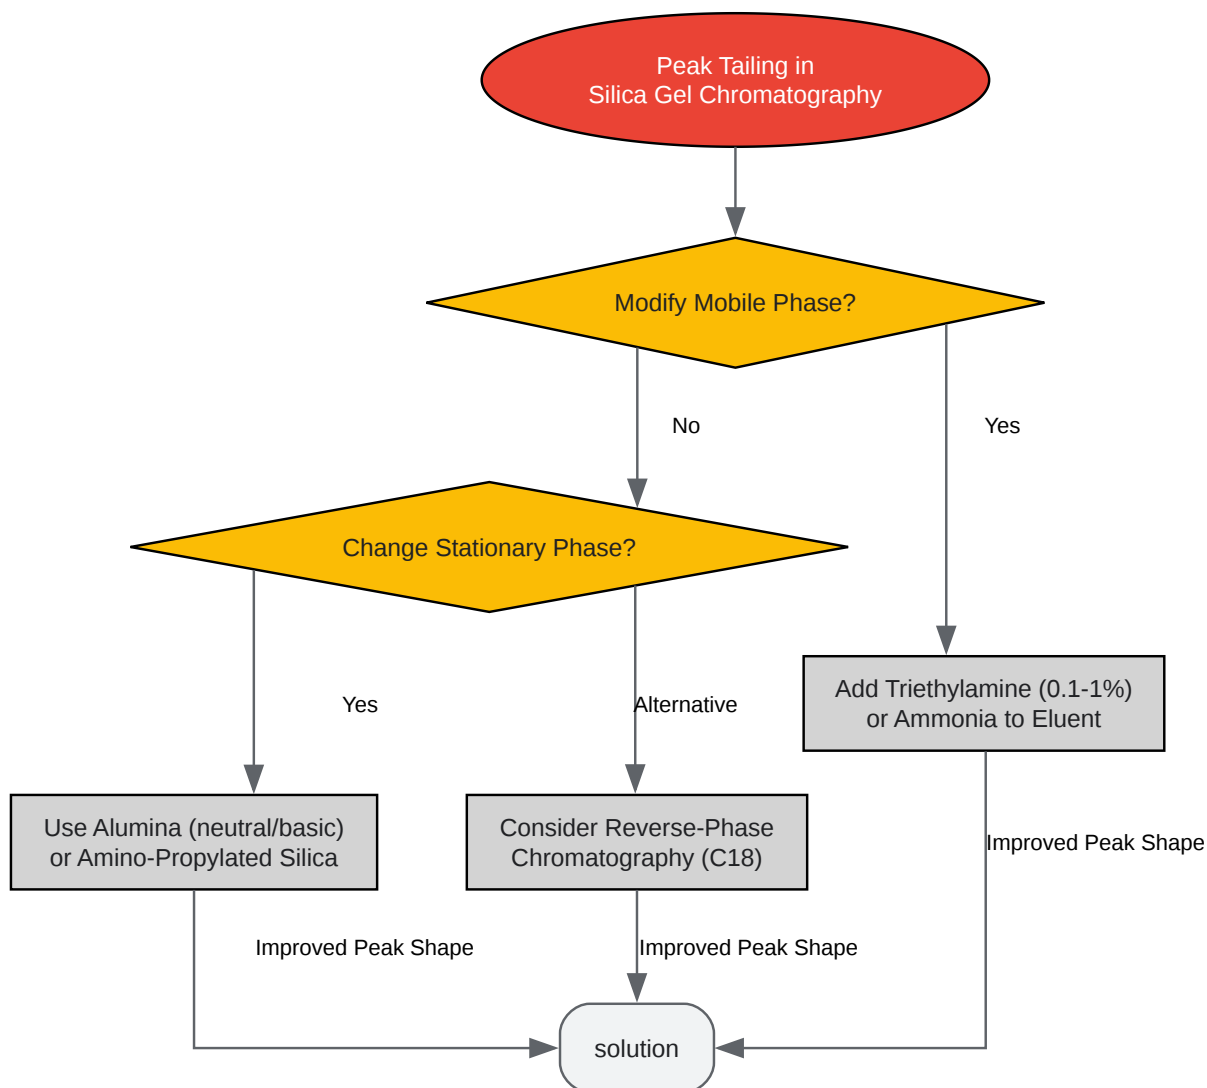 Peak Tailing in
Silica Gel Chromatography
Modify Mobile Phase?
No
Yes
Change Stationary Phase?
Yes
Alternative
Add Triethylamine (0.1-1%)
or Ammonia to Eluent
Use Alumina (neutral/basic)
or Amino-Propylated Silica
Consider Reverse-Phase
Chromatography (C18)
Improved Peak Shape
Improved Peak Shape
Improved Peak Shape
solution